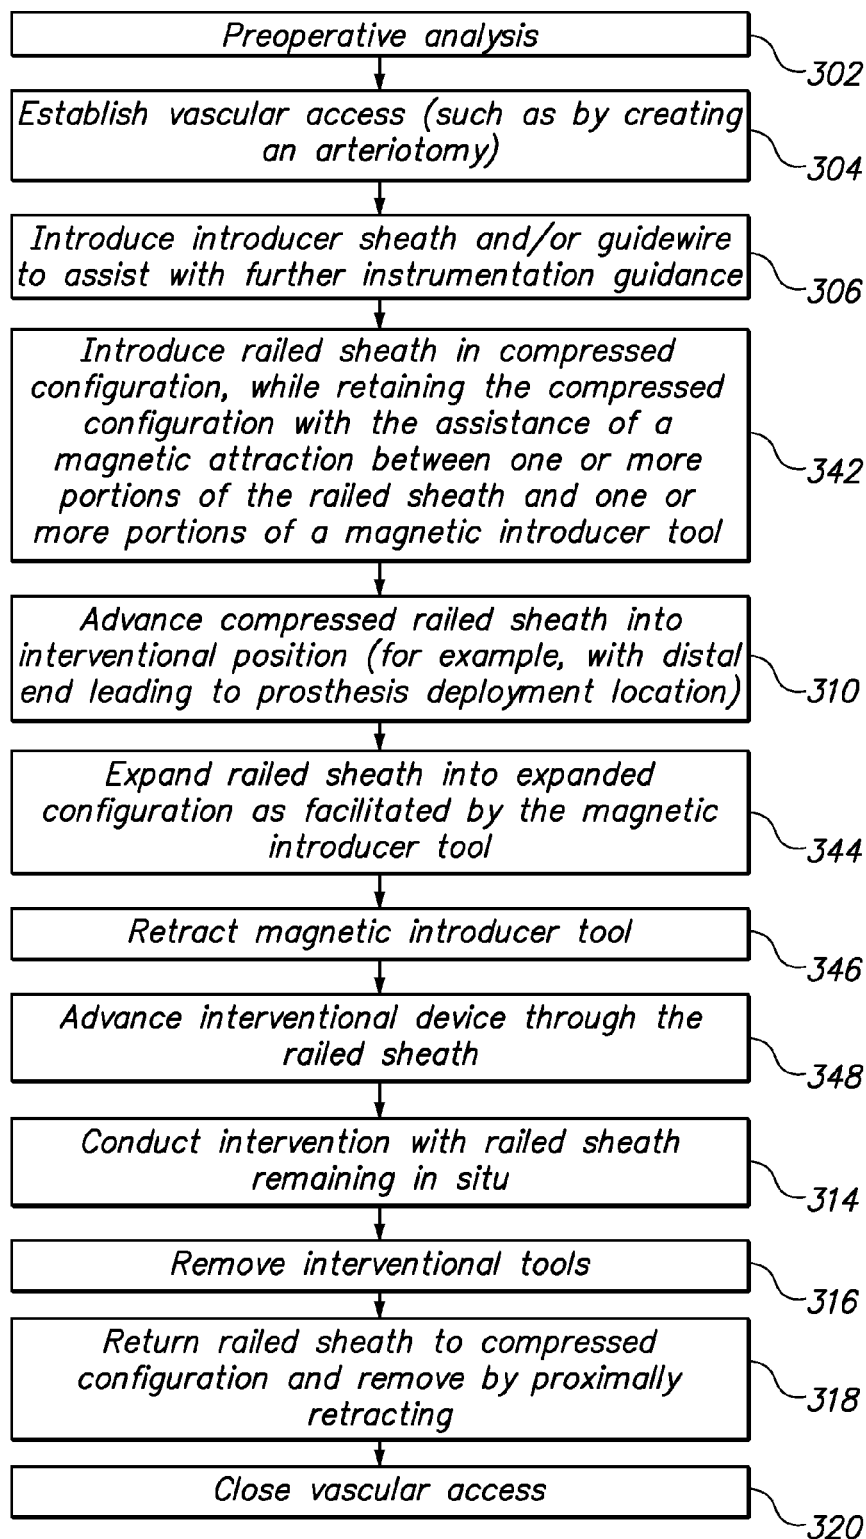 Preoperative analysis
302
Establish vascular access (such as by creating
an arteriotomy)
304
Introduce introducer sheath and/or guidewire
to assist with further instrumentation guidance
306
Introduce railed sheath in compressed
configuration, while retaining the compressed
configuration with the assistance of a
magnetic attraction between one or more
portions of the railed sheath and one or
more portions of a magnetic introducer tool
342
Advance compressed railed sheath into
interventional position (for example, with distal
end leading to prosthesis deployment location)
310
Expand railed sheath into expanded
configuration as facilitated by the magnetic
introducer tool
344
Retract magnetic introducer tool
346
Advance interventional device through the
railed sheath
348
Conduct intervention with railed sheath
remaining in situ
314
Remove interventional tools
316
Return railed sheath to compressed
configuration and remove by proximally
retracting
318
Close vascular access
320